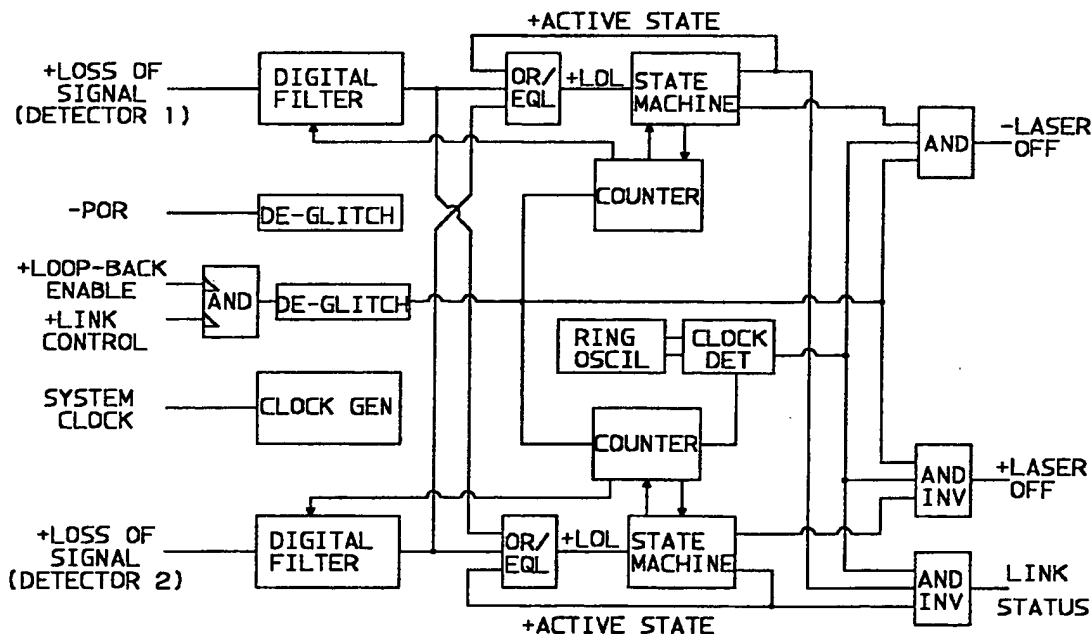 +ACTIVE STATE
+LOSS OF
SIGNAL
(DETECTOR 1)
DIGITAL
FILTER
OR/
EQL
+LOL
STATE
MACHINE
AND
-LASER
OFF
COUNTER
-POR
DE-GLITCH
+LOOP-BACK
ENABLE
+LINK
CONTROL
AND
DE-GLITCH
RING
OSCIL
CLOCK
DET
SYSTEM
CLOCK
CLOCK GEN
COUNTER
AND
INV
+LASER
OFF
+LOSS OF
SIGNAL
(DETECTOR 2)
DIGITAL
FILTER
OR/
EQL
+LOL
STATE
MACHINE
AND
INV
LINK
STATUS
+ACTIVE STATE